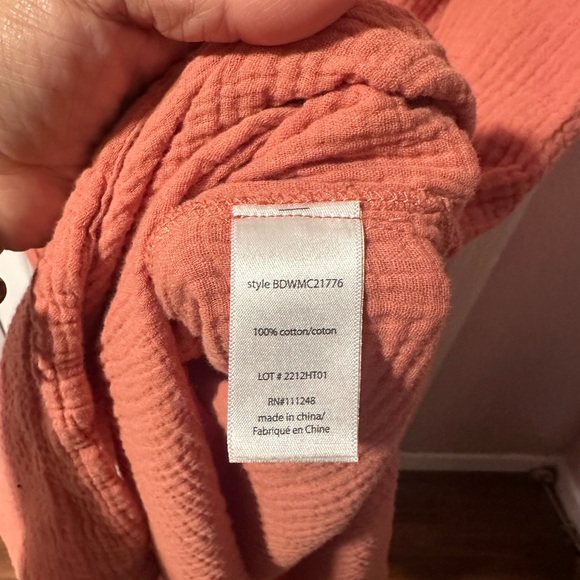 style BDWMC21776
100% cotton/coton
LOT # 2212HT01
RN#111248
made in china/
Fabriqué en Chine